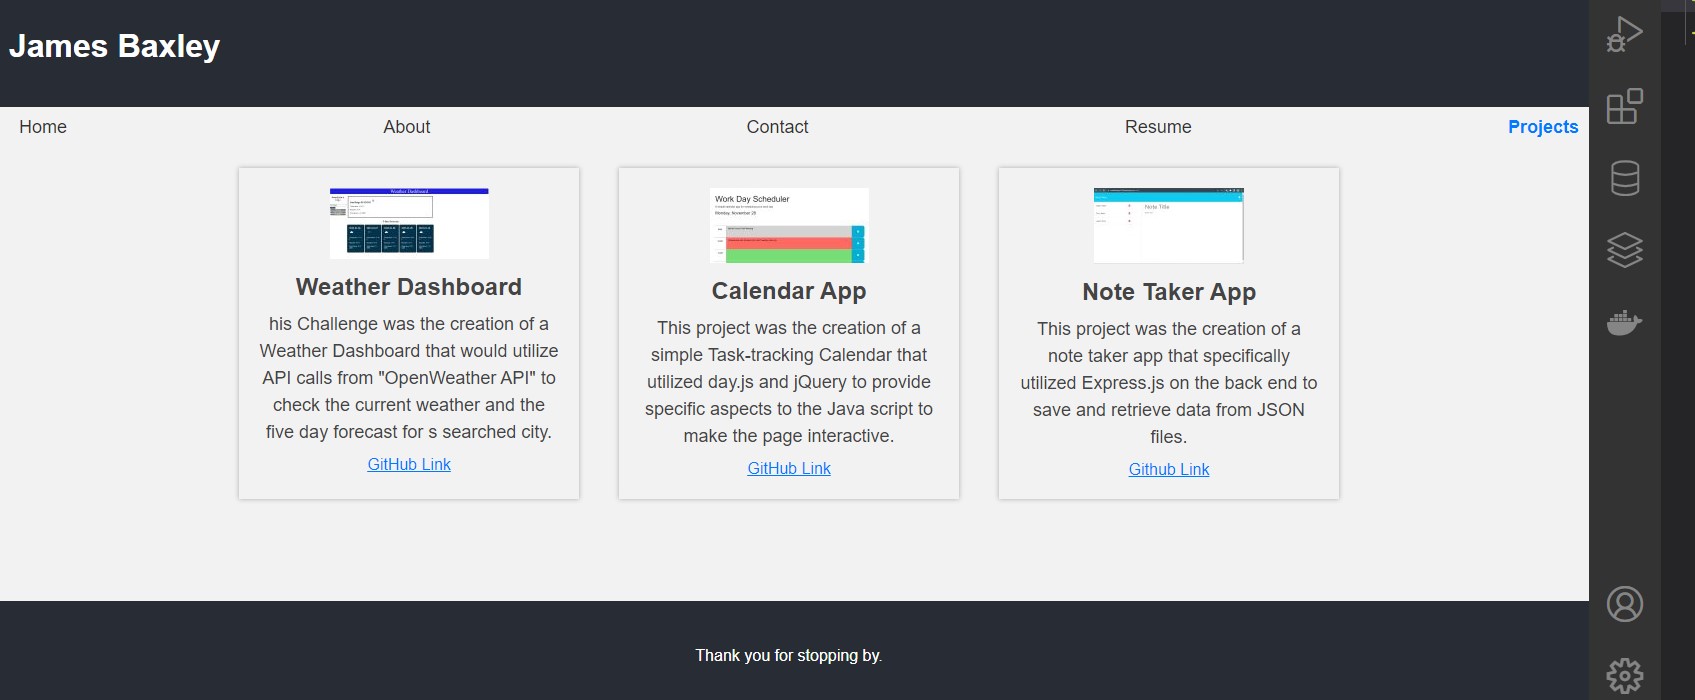 James Baxley
Home About Contact Resume Projects
Weather Dashboard
Weather Dashboard
his Challenge was the creation of a
Weather Dashboard that would utilize
API calls from "OpenWeather API" to
check the current weather and the
five day forecast for s searched city.
GitHub Link
Work Day Scheduler
Monday, November 28
Calendar App
This project was the creation of a
simple Task-tracking Calendar that
utilized day.js and jQuery to provide
specific aspects to the Java script to
make the page interactive.
GitHub Link
Note Title
Note Taker App
This project was the creation of a
note taker app that specifically
utilized Express.js on the back end to
save and retrieve data from JSON
files.
Github Link
Thank you for stopping by.